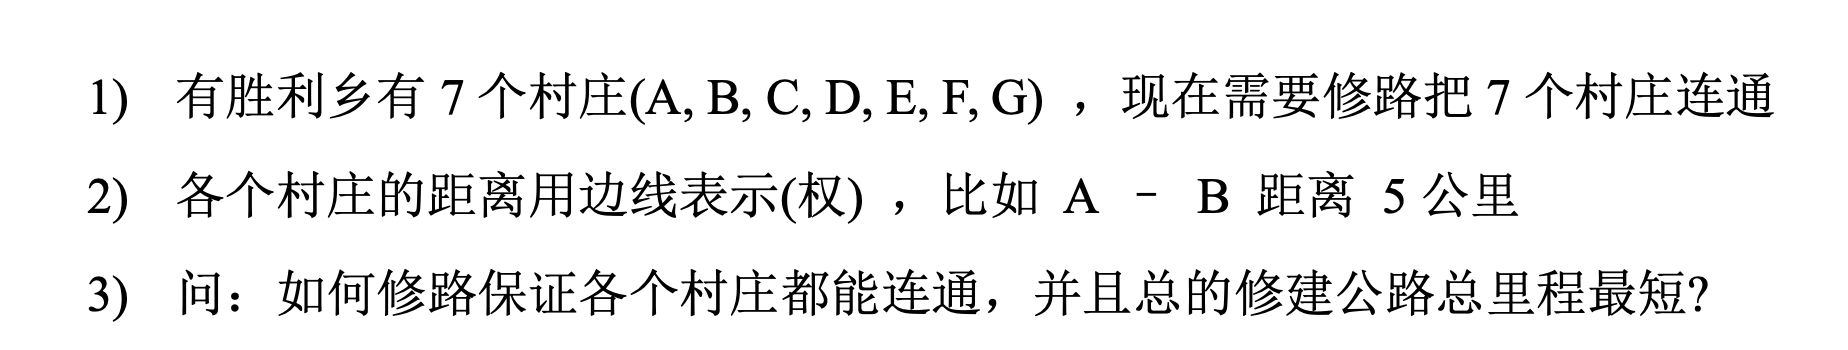 1) 有胜利乡有 7 个村庄(A, B, C, D, E, F, G) ，现在需要修路把 7 个村庄连通
2) 各个村庄的距离用边线表示(权) ，比如 A – B 距离 5 公里
3) 问：如何修路保证各个村庄都能连通，并且总的修建公路总里程最短?